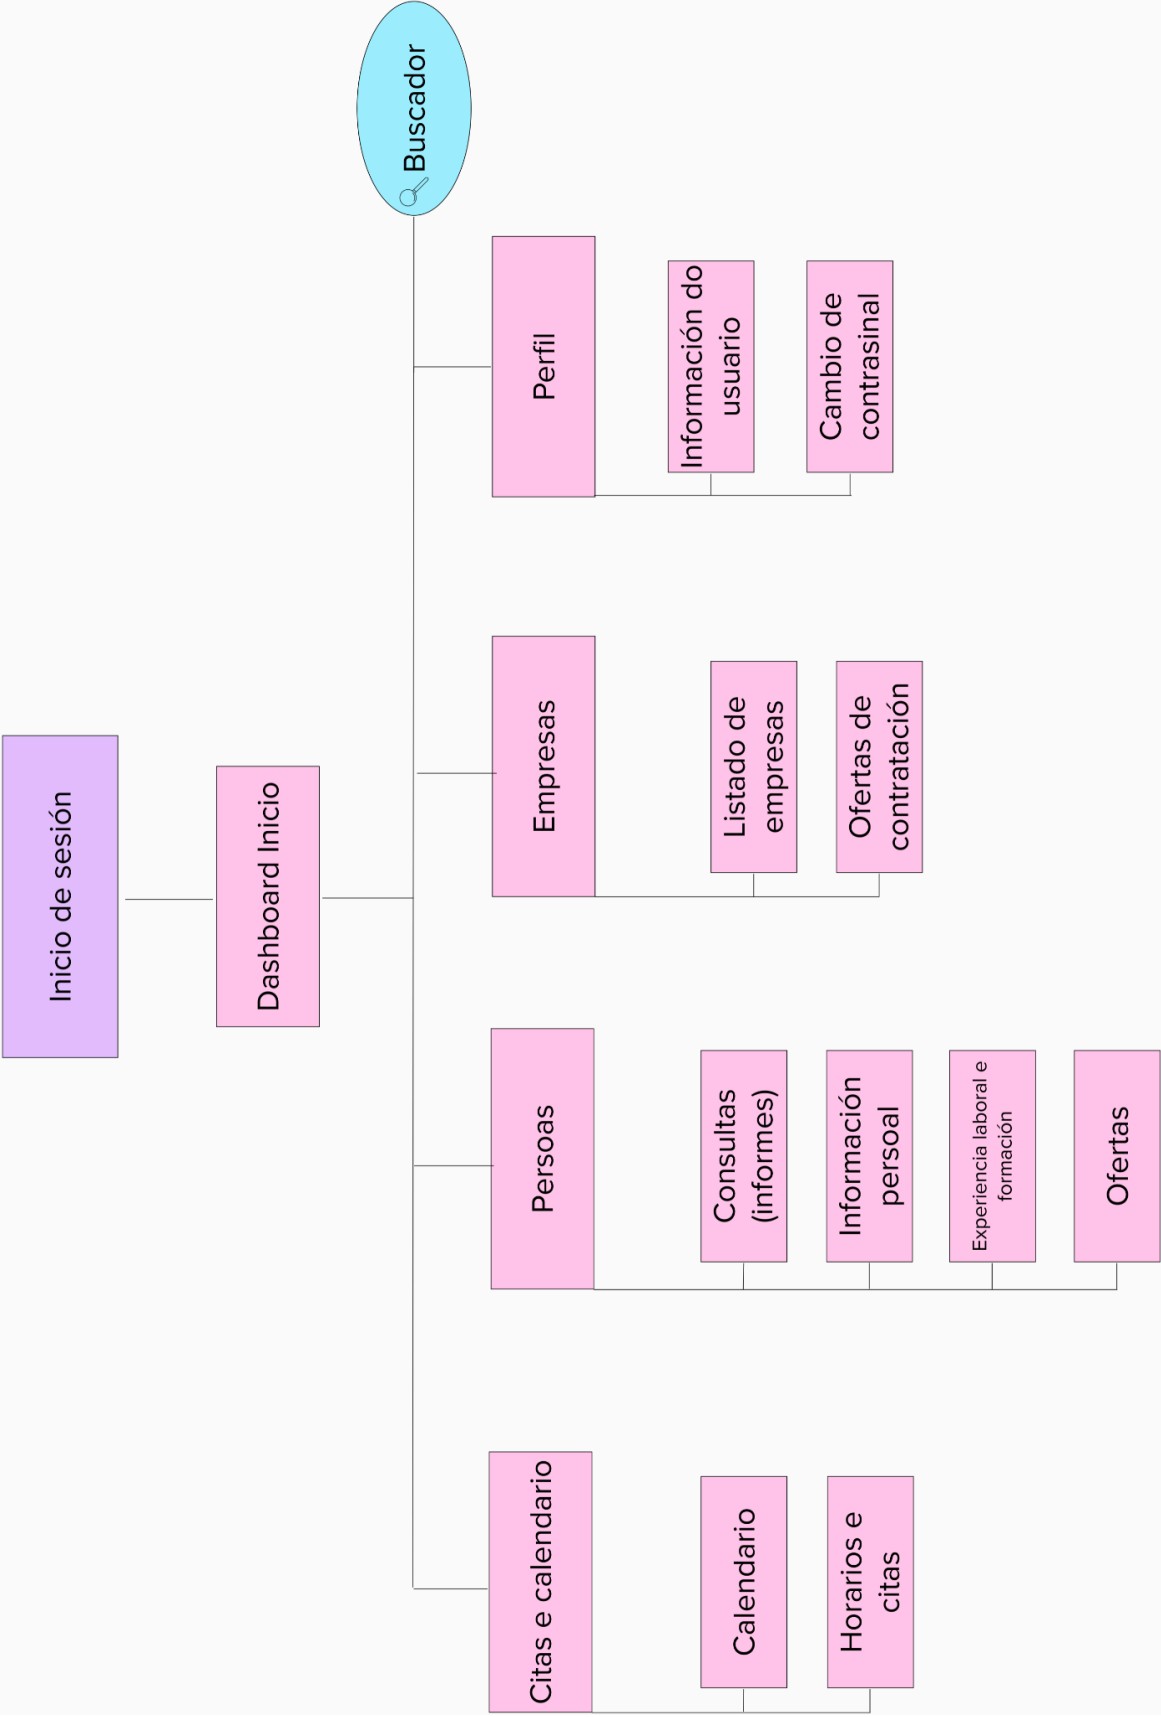 Inicio de sesión
Dashboard Inicio
Buscador
Citas e calendario
Persoas
Empresas
Perfil
Calendario
Horarios e
citas
Consultas
(informes)
Información
persoal
Experiencia laboral e
formación
Ofertas
Listado de
empresas
Ofertas de
contratación
Información do
usuario
Cambio de
contrasinal